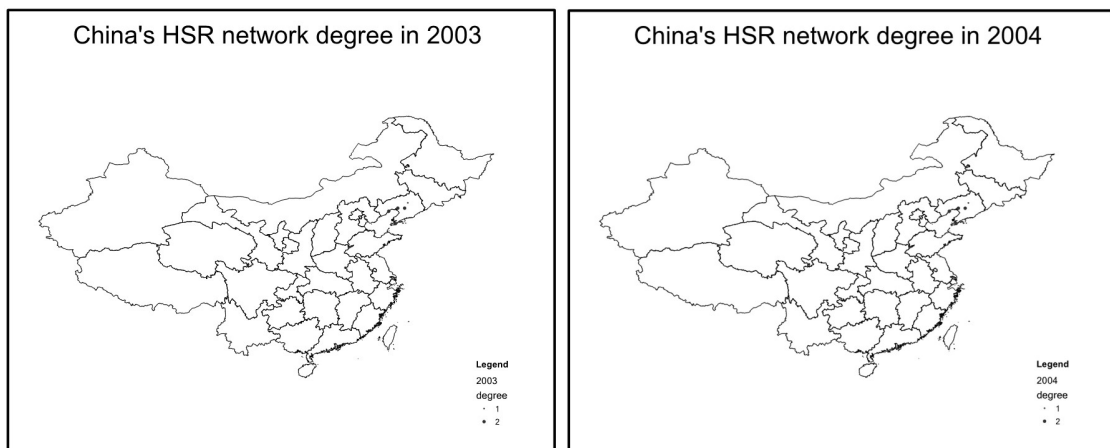 China's HSR network degree in 2003
Legend
2003
degree
1
2
China's HSR network degree in 2004
Legend
2004
degree
1
2